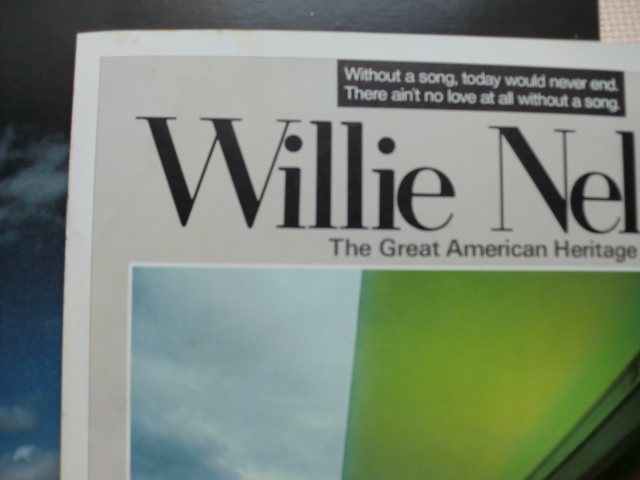 Without a song, today would never end.
There ain't no love at all without a song.
Willie Nel
The Great American Heritage